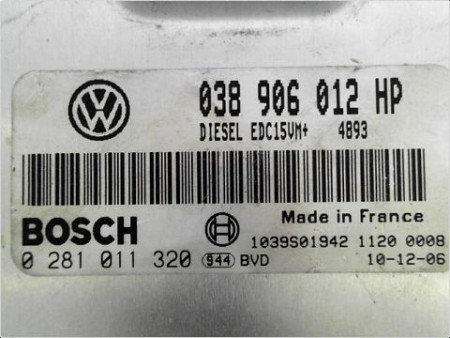 038 906 012 HP
DIESEL EDC15VM+ 4893
BOSCH
Made in France
1039S01942 1120 0008
0 281 011 320 944 BVD 10-12-06